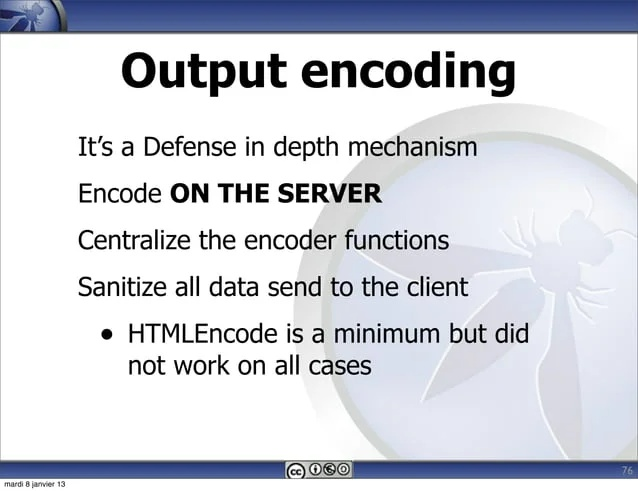 Output encoding
It’s a Defense in depth mechanism
Encode ON THE SERVER
Centralize the encoder functions
Sanitize all data send to the client
• HTMLEncode is a minimum but did
not work on all cases
76
cc
mardi 8 janvier 13